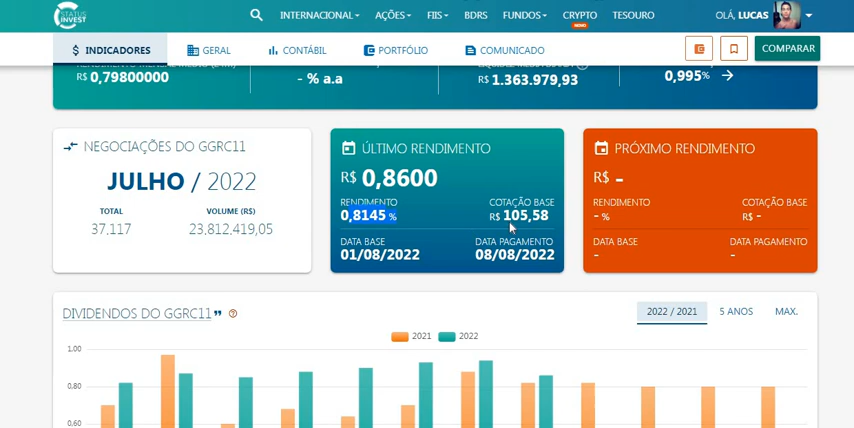 STATUS
INVEST
INTERNACIONAL AÇÕES FIIS BDRS FUNDOS CRYPTO TESOURO OLÁ, LUCAS
NEW
INDICADORES GERAL CONTÁBIL PORTFÓLIO COMUNICADO COMPARAR
R$ 0,79800000 - % a.a R$ 1.363.979,93 0,995%
NEGOCIAÇÕES DO GGRC11
JULHO / 2022
TOTAL VOLUME (R$)
37,117 23,812,419,05
ÚLTIMO RENDIMENTO
R$ 0,8600
RENDIMENTO COTAÇÃO BASE
0,8145 % R$ 105,58
DATA BASE DATA PAGAMENTO
01/08/2022 08/08/2022
PRÓXIMO RENDIMENTO
R$ -
RENDIMENTO COTAÇÃO BASE
- % R$ -
DATA BASE DATA PAGAMENTO
- -
DIVIDENDOS DO GGRC11
2022 / 2021 5 ANOS MAX.
2021 2022
1,00
0,80
0,60